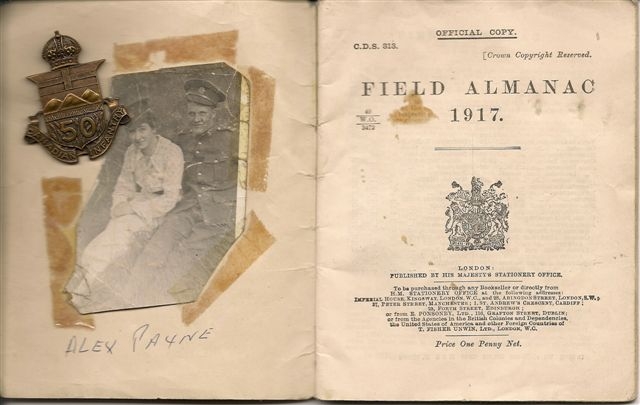 50
CANADIAN INFANTRY
ALEX PAYNE
OFFICIAL COPY.
C.D.S. 313.
[Crown Copyright Reserved.
FIELD ALMANAC
40
W.O.
3472
1917.
LONDON:
PUBLISHED BY HIS MAJESTY'S STATIONERY OFFICE.
To be purchased through any Bookseller or directly from
H.M. STATIONERY OFFICE at the following addresses:
IMPERIAL HOUSE, KINGSWAY, LONDON, W.C., and 28, ABINGDON STREET, LONDON, S.W.;
37, PETER STREET, MANCHESTER; 1, ST. ANDREW'S CRESCENT, CARDIFF;
23, FORTH STREET, EDINBURGH;
or from E. PONSONBY, LTD., 116, GRAFTON STREET, DUBLIN;
or from the Agencies in the British Colonies and Dependencies,
the United States of America and other Foreign Countries of
T. FISHER UNWIN, LTD., LONDON, W.C.
Price One Penny Net.